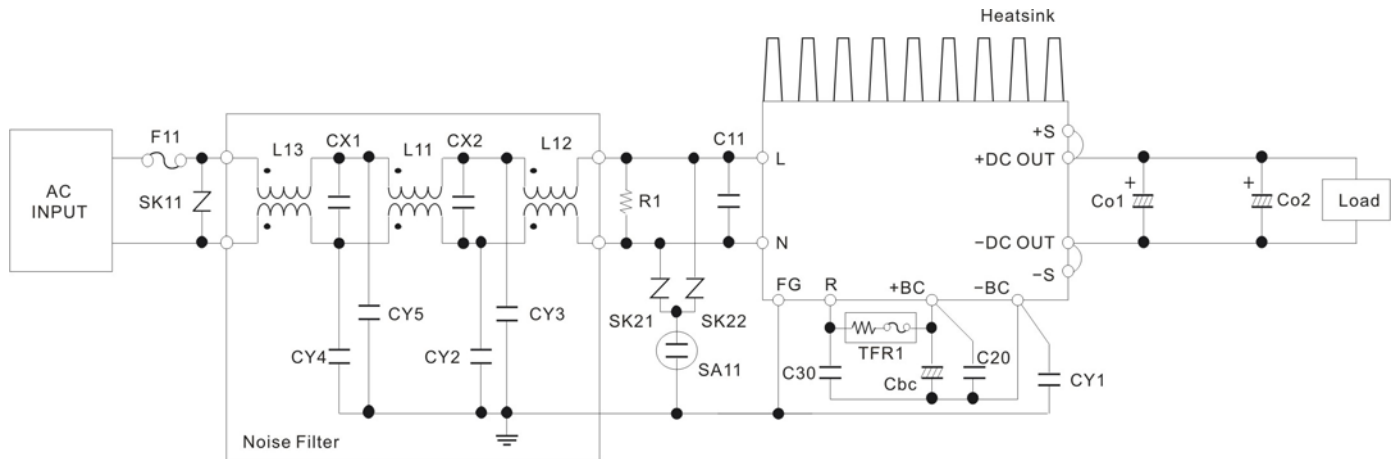 Heatsink
F11
L13
CX1
L11
CX2
L12
C11
+S
L
+DC OUT
AC
INPUT
SK11
R1
Co1
+
Co2
+
Load
N
−DC OUT
−S
FG
R
+BC
−BC
CY5
CY3
SK21
SK22
TFR1
C20
CY4
CY2
SA11
C30
Cbc
CY1
Noise Filter